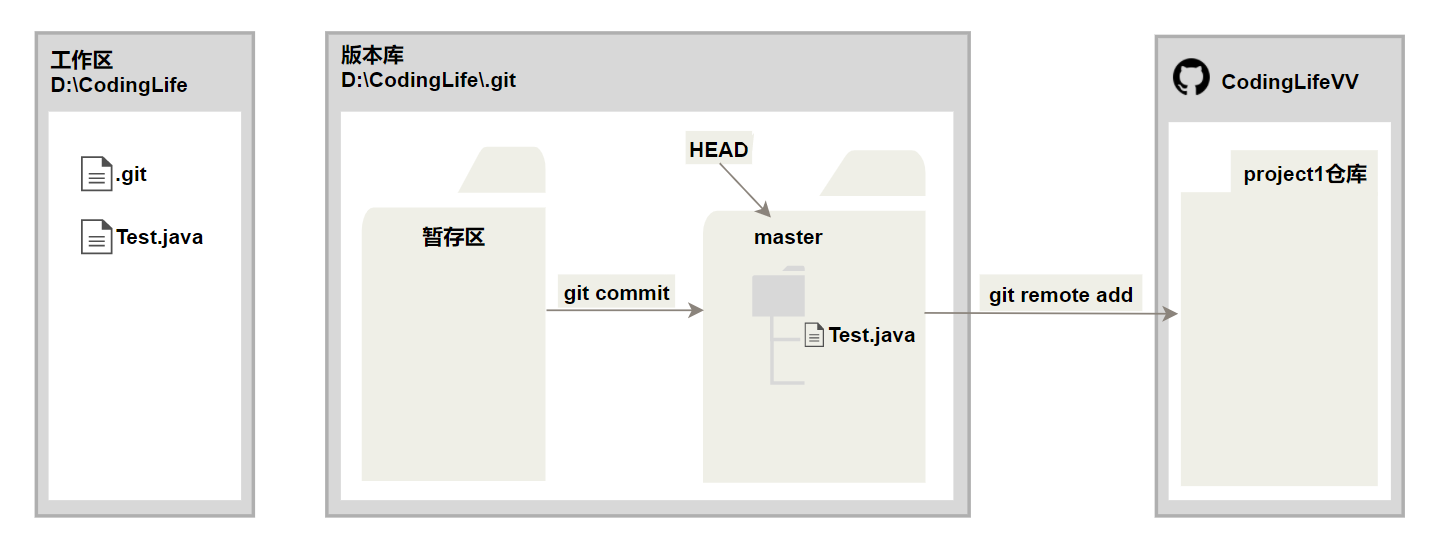 工作区
D:\CodingLife
.git
Test.java
版本库
D:\CodingLife\.git
暂存区
git commit
HEAD
master
Test.java
git remote add
CodingLifeVV
project1仓库